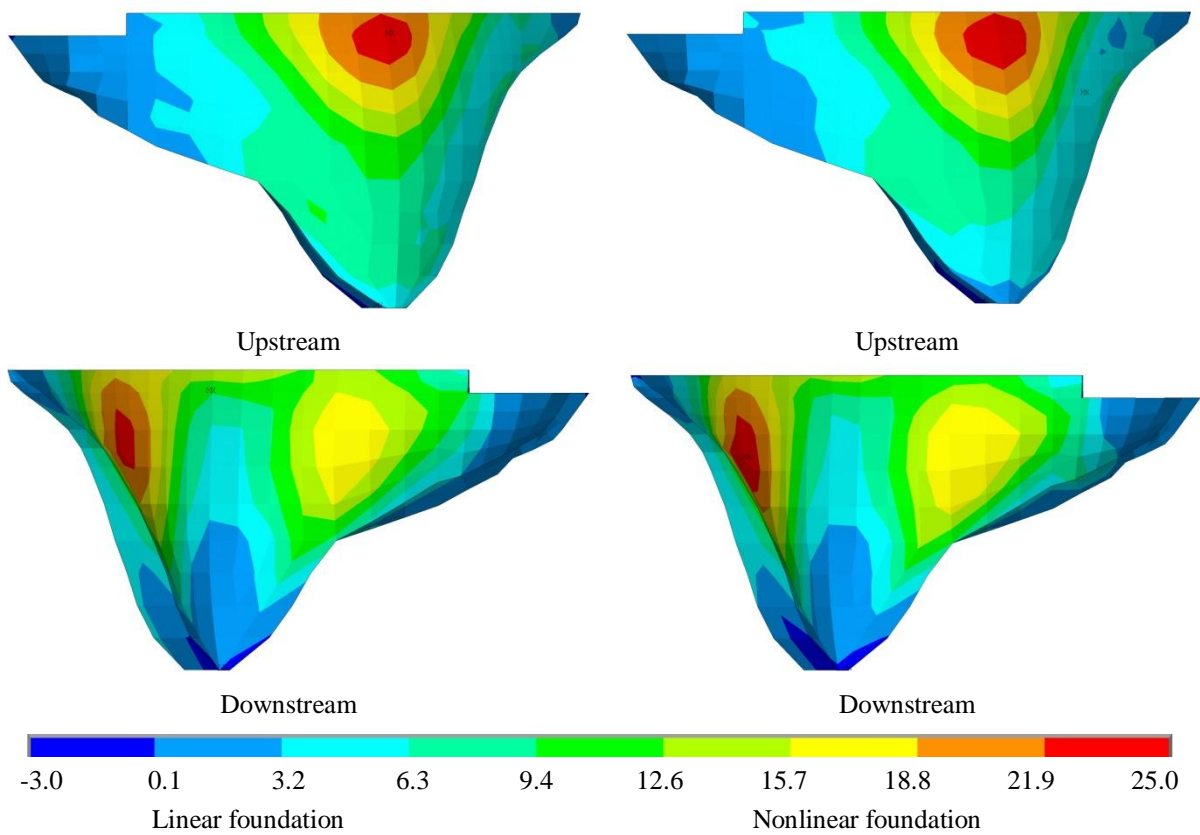 Upstream Upstream
Downstream Downstream
-3.0 0.1 3.2 6.3 9.4 12.6 15.7 18.8 21.9 25.0
Linear foundation Nonlinear foundation